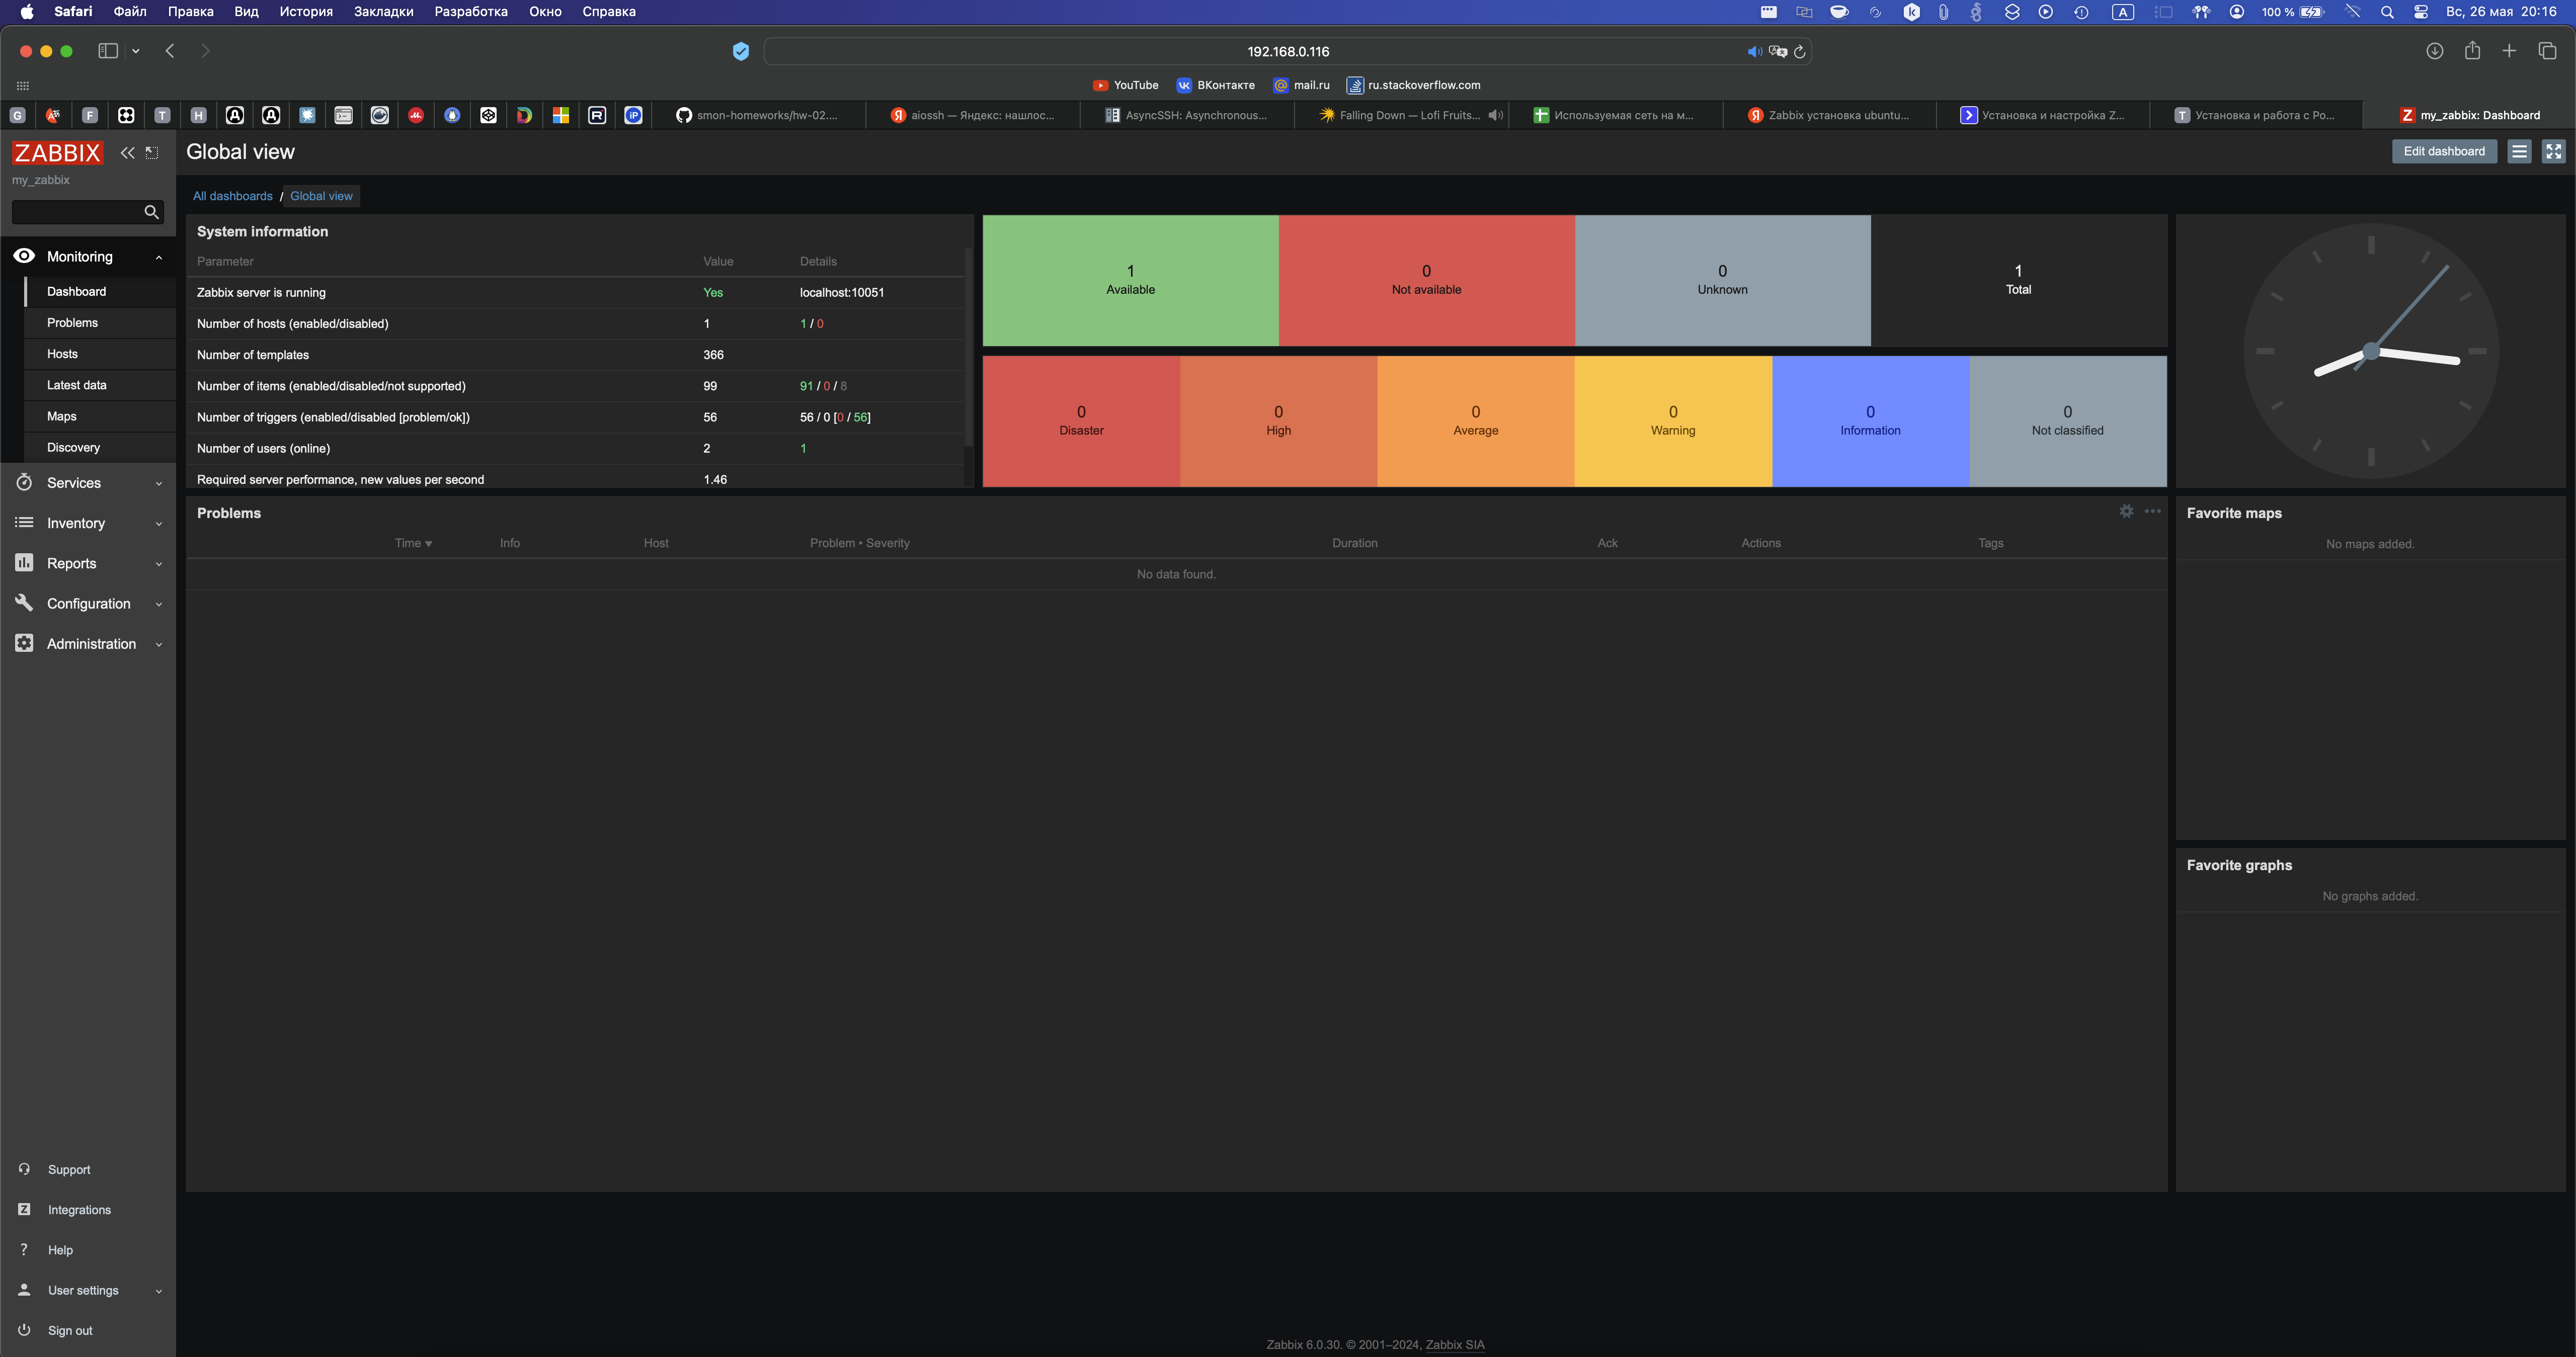 Safari Файл Правка Вид История Закладки Разработка Окно Справка
A 100 % Вс, 26 мая 20:16
192.168.0.116
YouTube ВКонтакте mail.ru ru.stackoverflow.com
smon-homeworks/hw-02.... aiossh — Яндекс: нашлос... AsyncSSH: Asynchronous... Falling Down — Lofi Fruits... Используемая сеть на м... Zabbix установка ubuntu... Установка и настройка Z... Установка и работа с Po... my_zabbix: Dashboard
ZABBIX
my_zabbix
Global view
Edit dashboard
All dashboards / Global view
Monitoring
Dashboard
Problems
Hosts
Latest data
Maps
Discovery
Services
Inventory
Reports
Configuration
Administration
Support
Integrations
Help
User settings
Sign out
System information
Parameter Value Details
Zabbix server is running Yes localhost:10051
Number of hosts (enabled/disabled) 1 1 / 0
Number of templates 366
Number of items (enabled/disabled/not supported) 99 91 / 0 / 8
Number of triggers (enabled/disabled [problem/ok]) 56 56 / 0 [0 / 56]
Number of users (online) 2 1
Required server performance, new values per second 1.46
1 0 0 1
Available Not available Unknown Total
0 0 0 0 0 0
Disaster High Average Warning Information Not classified
Problems
Time Info Host Problem • Severity Duration Ack Actions Tags
No data found.
Favorite maps
No maps added.
Favorite graphs
No graphs added.
Zabbix 6.0.30. © 2001–2024, Zabbix SIA